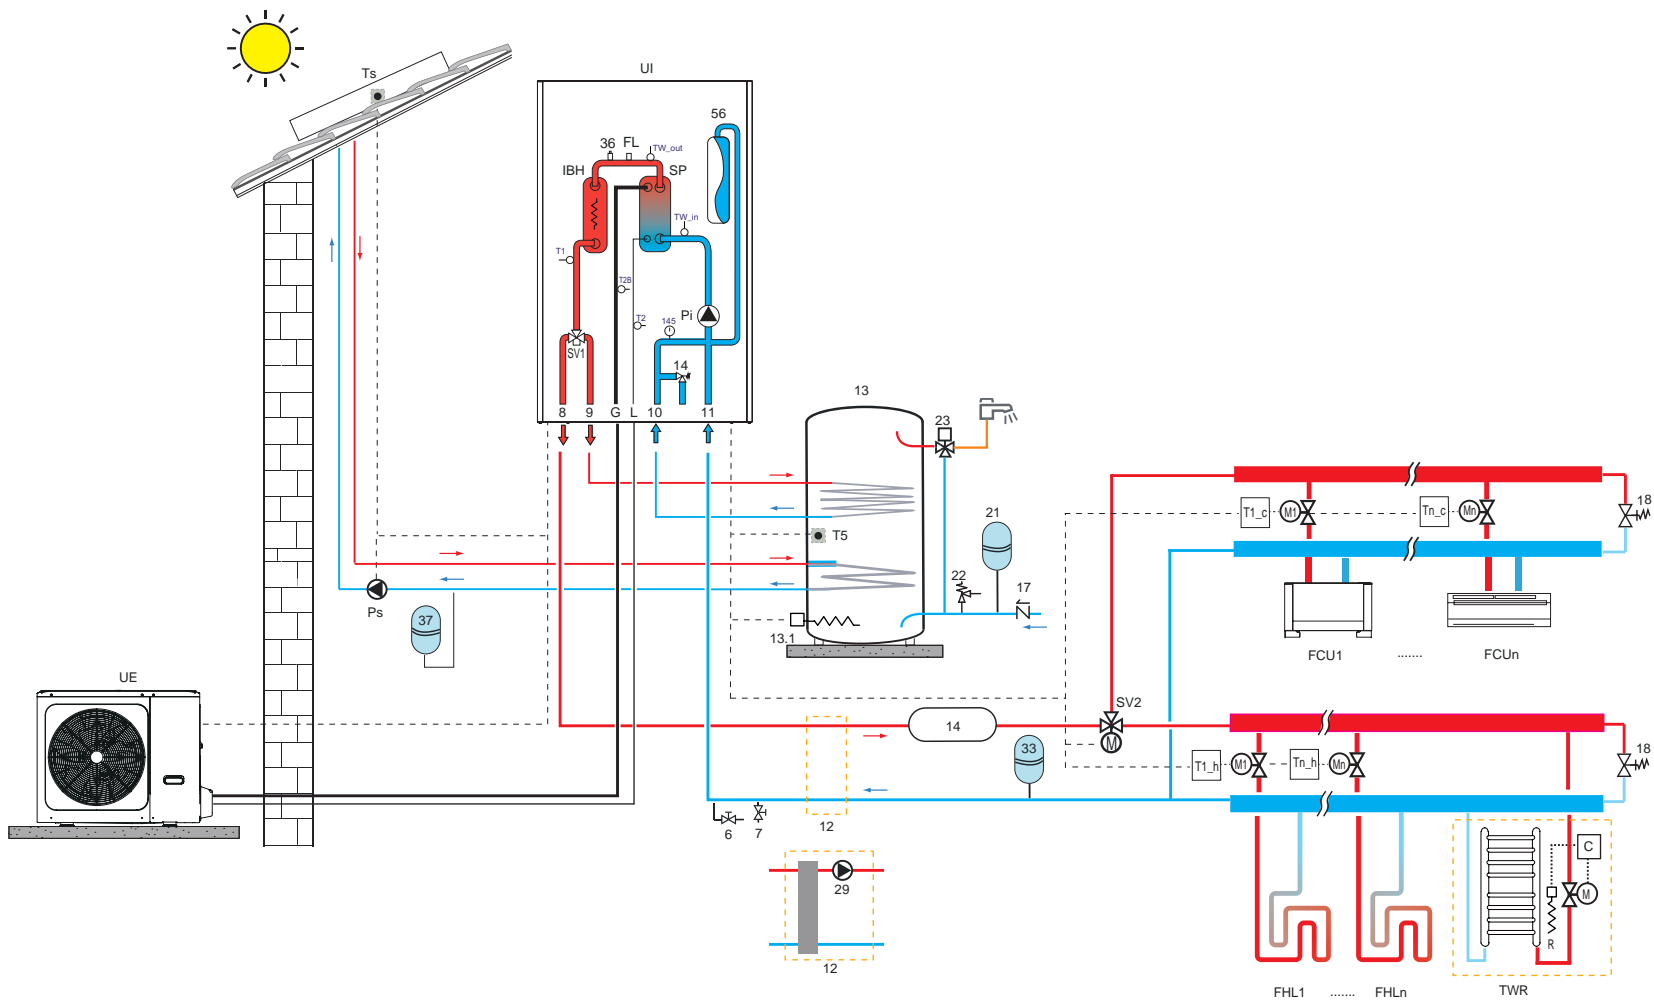 UI
Ts
56
36 FL TW_out
IBH SP
TW_in
T1
T2B
Pi
T2 145
SV1
14
8 9 G L 10 11
13
23
21
T5
22 17
13.1
Ps
37
UE
T1_c M1 Tn_c Mn 18
FCU1 ....... FCUn
SV2
14
M
33
T1_h M1 Tn_h Mn 18
12
6 7
29
12
C
M
R
FHL1 ....... FHLn TWR